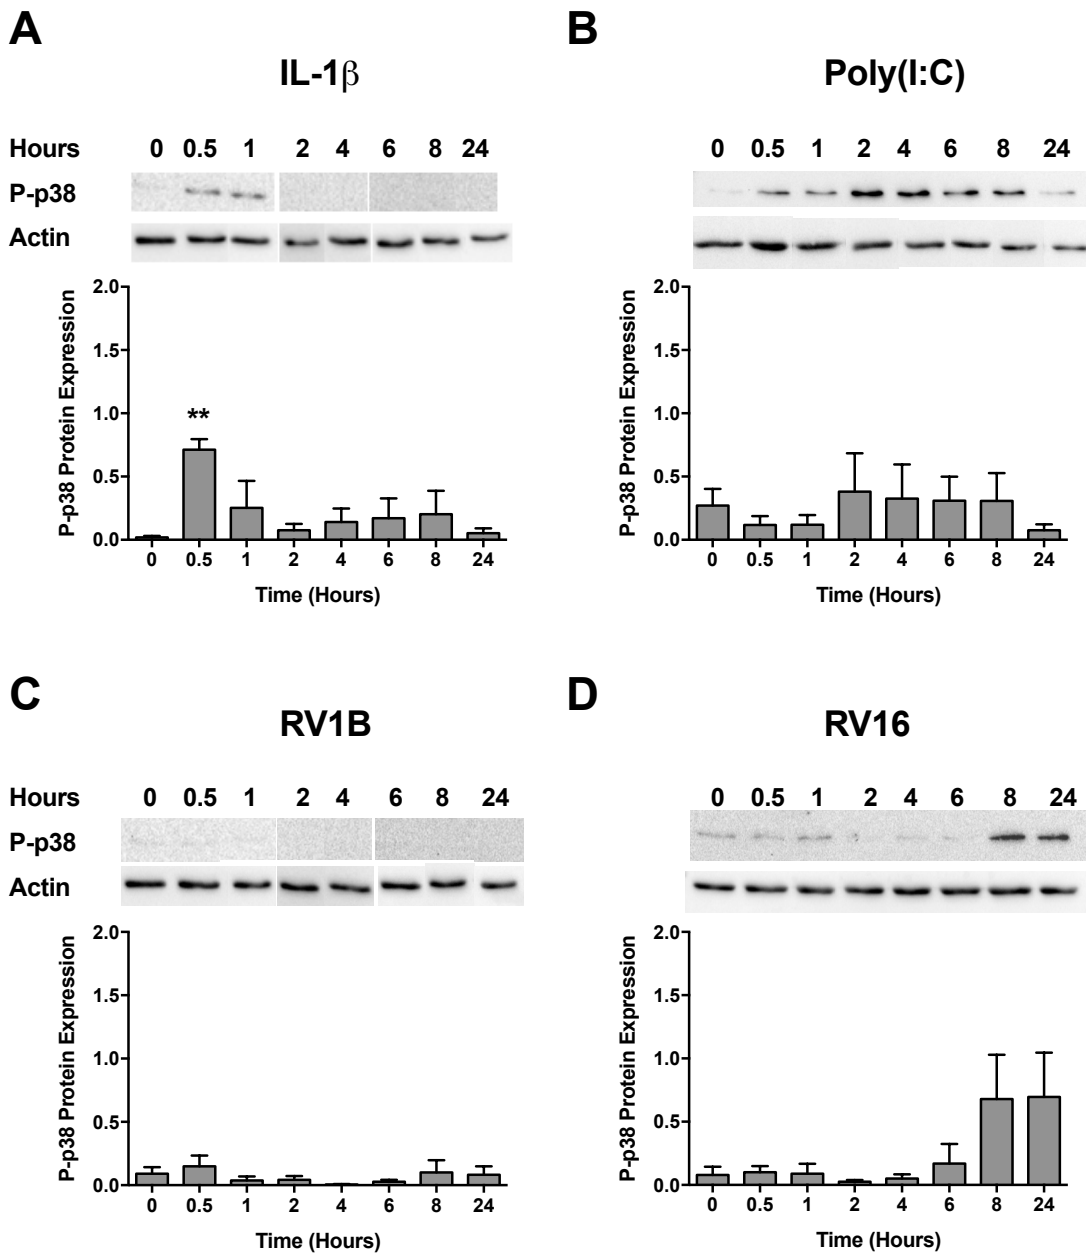 A
IL-1β
Hours 0 0.5 1 2 4 6 8 24
P-p38
Actin
P-p38 Protein Expression
2.0
1.5
1.0
0.5
0.0
**
0 0.5 1 2 4 6 8 24
Time (Hours)
B
Poly(I:C)
0 0.5 1 2 4 6 8 24
P-p38 Protein Expression
2.0
1.5
1.0
0.5
0.0
0 0.5 1 2 4 6 8 24
Time (Hours)
C
RV1B
Hours 0 0.5 1 2 4 6 8 24
P-p38
Actin
P-p38 Protein Expression
2.0
1.5
1.0
0.5
0.0
0 0.5 1 2 4 6 8 24
Time (Hours)
D
RV16
0 0.5 1 2 4 6 8 24
P-p38 Protein Expression
2.0
1.5
1.0
0.5
0.0
0 0.5 1 2 4 6 8 24
Time (Hours)